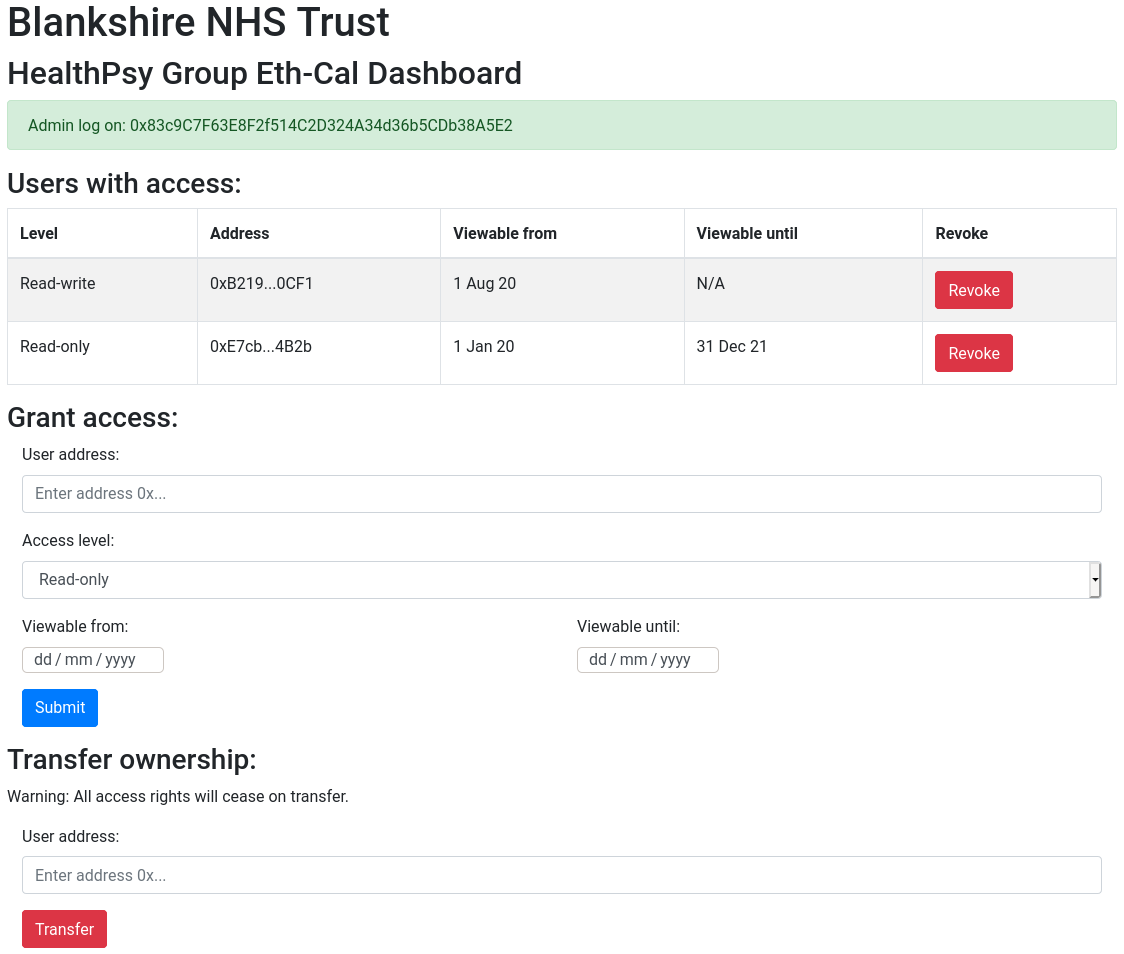 Blankshire NHS Trust
HealthPsy Group Eth-Cal Dashboard
Admin log on: 0x83c9C7F63E8F2f514C2D324A34d36b5CDb38A5E2
Users with access:
Level Address Viewable from Viewable until Revoke
Read-write 0xB219...0CF1 1 Aug 20 N/A Revoke
Read-only 0xE7cb...4B2b 1 Jan 20 31 Dec 21 Revoke
Grant access:
User address:
Enter address 0x...
Access level:
Read-only
Viewable from: Viewable until:
dd / mm / yyyy dd / mm / yyyy
Submit
Transfer ownership:
Warning: All access rights will cease on transfer.
User address:
Enter address 0x...
Transfer